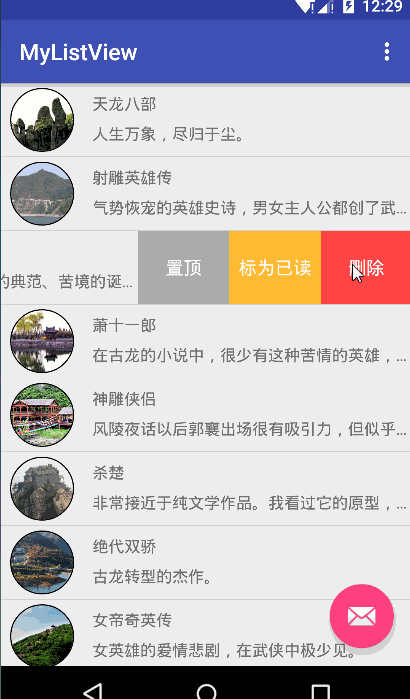 12:29
MyListView
天龙八部
人生万象，尽归于尘。
射雕英雄传
气势恢宠的英雄史诗，男女主人公都创了武...
的典范、苦境的诞...
置顶
标为已读
删除
萧十一郎
在古龙的小说中，很少有这种苦情的英雄，...
神雕侠侣
风陵夜话以后郭襄出场很有吸引力，但似乎...
杀楚
非常接近于纯文学作品。我看过它的原型，...
绝代双骄
古龙转型的杰作。
女帝奇英传
女英雄的爱情悲剧，在武侠中极少见。